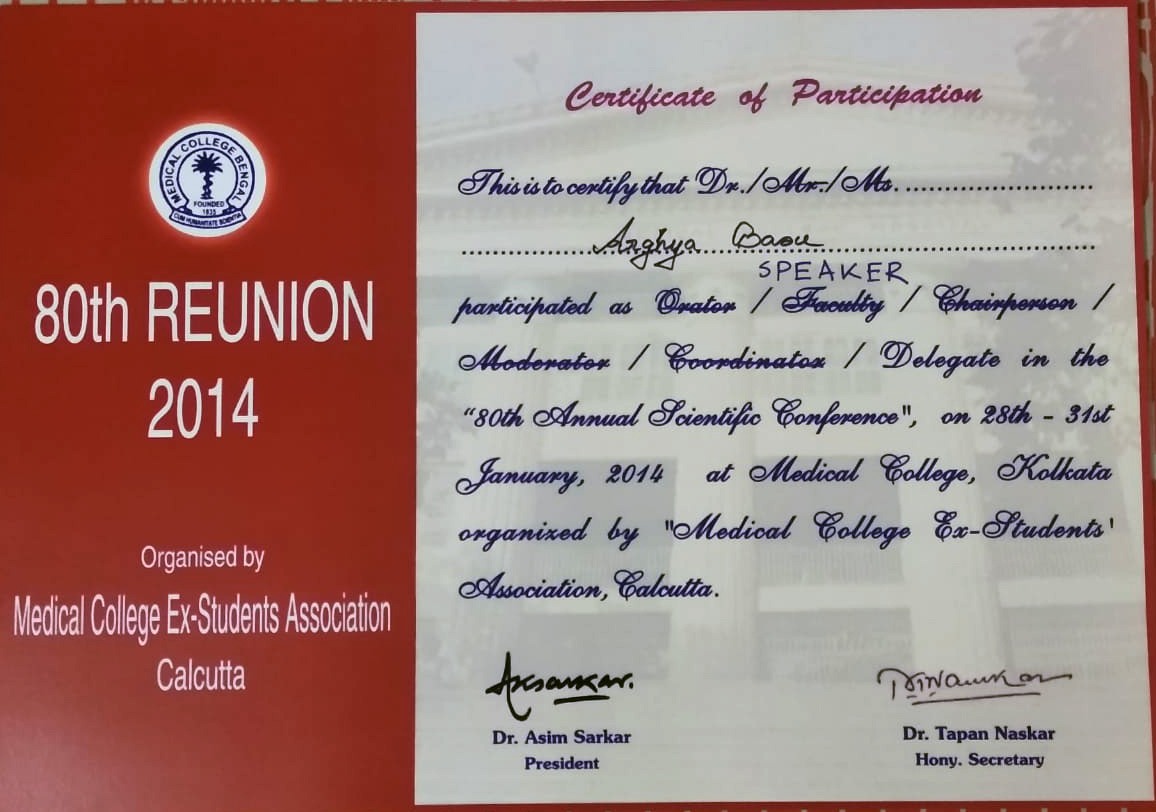 MEDICAL COLLEGE BENGAL
FOUNDED
1835
CUM HUMANITATE SCIENTIA
80th REUNION
2014
Organised by
Medical College Ex-Students Association
Calcutta
Certificate of Participation
This is to certify that Dr./Mr./Ms. ................................
Arghya Basu
SPEAKER
participated as Orator / Faculty / Chairperson /
Moderator / Coordinator / Delegate in the
"80th Annual Scientific Conference", on 28th - 31st
January, 2014 at Medical College, Kolkata
organized by "Medical College Ex-Students'
Association, Calcutta.
Dr. Asim Sarkar
President
Dr. Tapan Naskar
Hony. Secretary